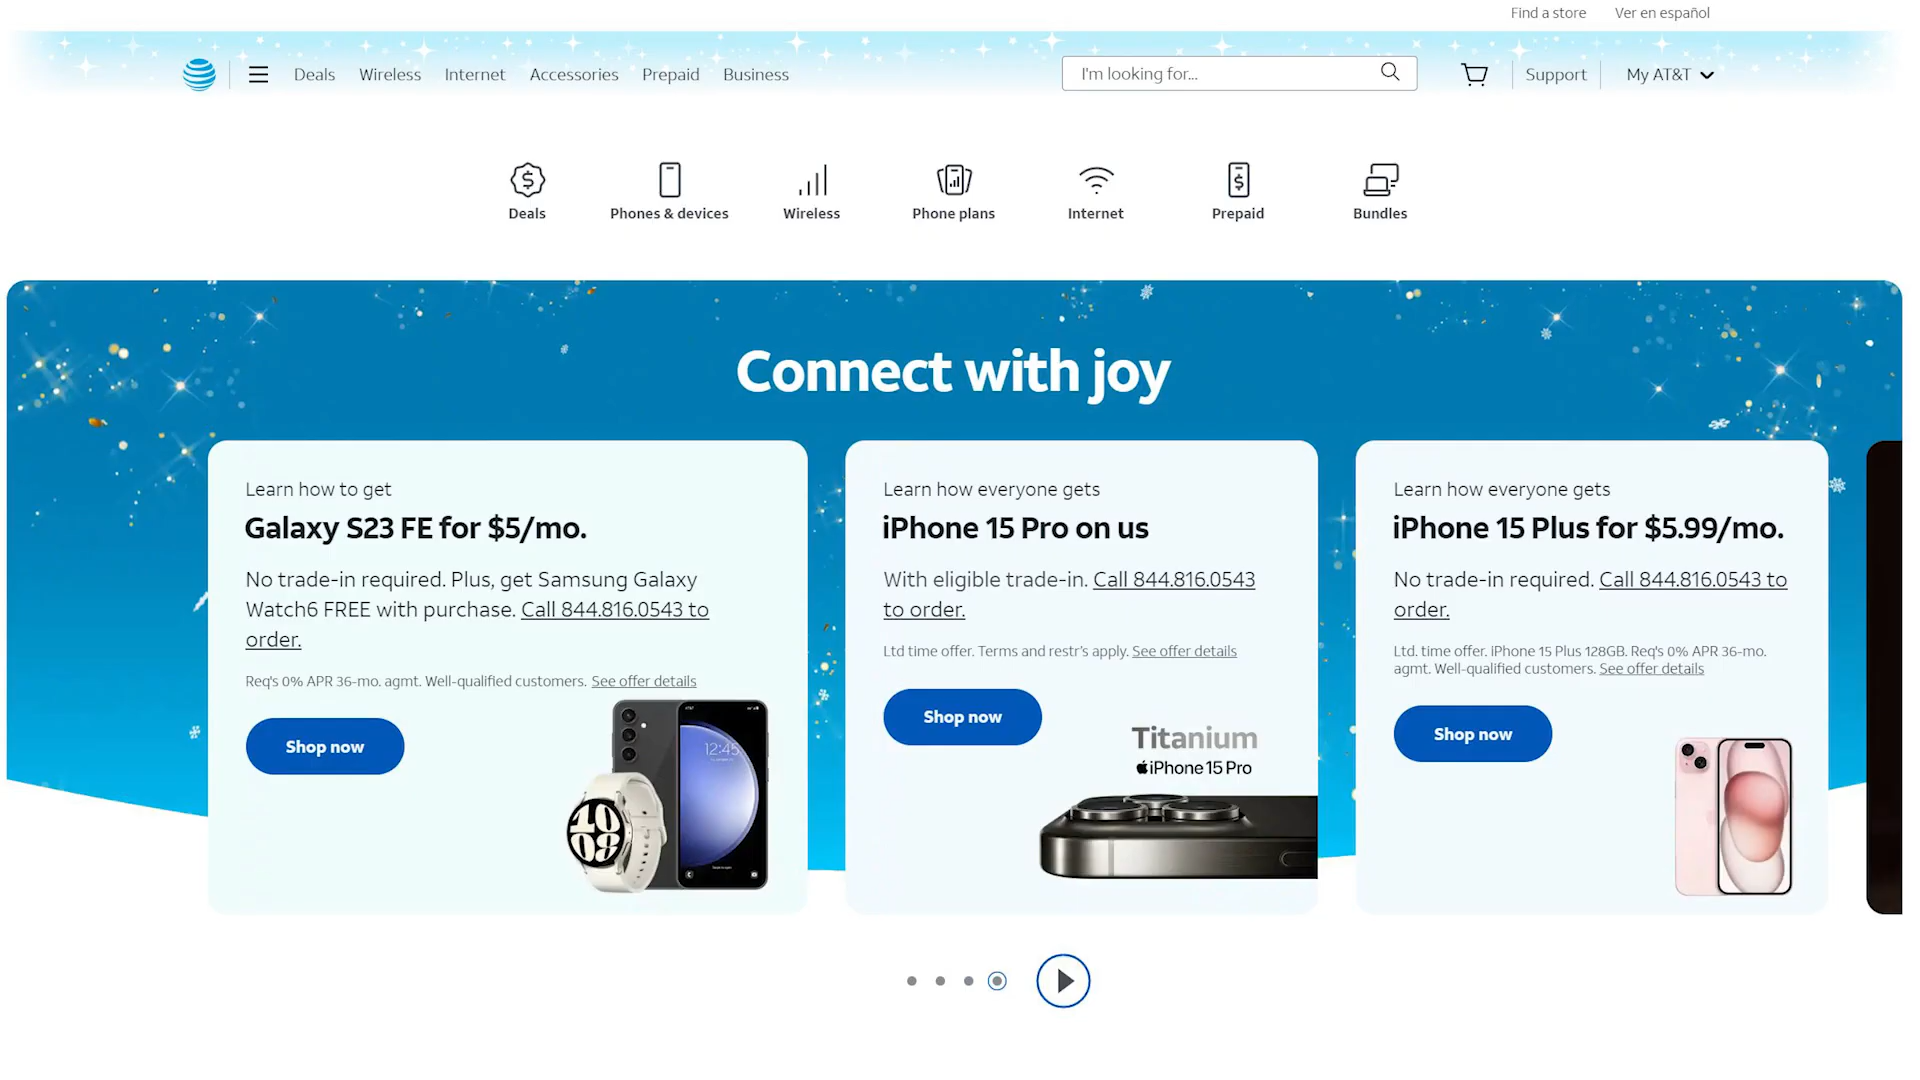 Find a store
Ver en español
Deals
Wireless
Internet
Accessories
Prepaid
Business
I'm looking for...
Support
My AT&T
Deals
Phones & devices
Wireless
Phone plans
Internet
Prepaid
Bundles
Connect with joy
Learn how to get
Galaxy S23 FE for $5/mo.
No trade-in required. Plus, get Samsung Galaxy
Watch6 FREE with purchase. Call 844.816.0543 to
order.
Req's 0% APR 36-mo. agmt. Well-qualified customers. See offer details
Shop now
12:45
10
09
Learn how everyone gets
iPhone 15 Pro on us
With eligible trade-in. Call 844.816.0543
to order.
Ltd time offer. Terms and restr's apply. See offer details
Shop now
Titanium
iPhone 15 Pro
Learn how everyone gets
iPhone 15 Plus for $5.99/mo.
No trade-in required. Call 844.816.0543 to
order.
Ltd. time offer. iPhone 15 Plus 128GB. Req's 0% APR 36-mo.
agmt. Well-qualified customers. See offer details
Shop now